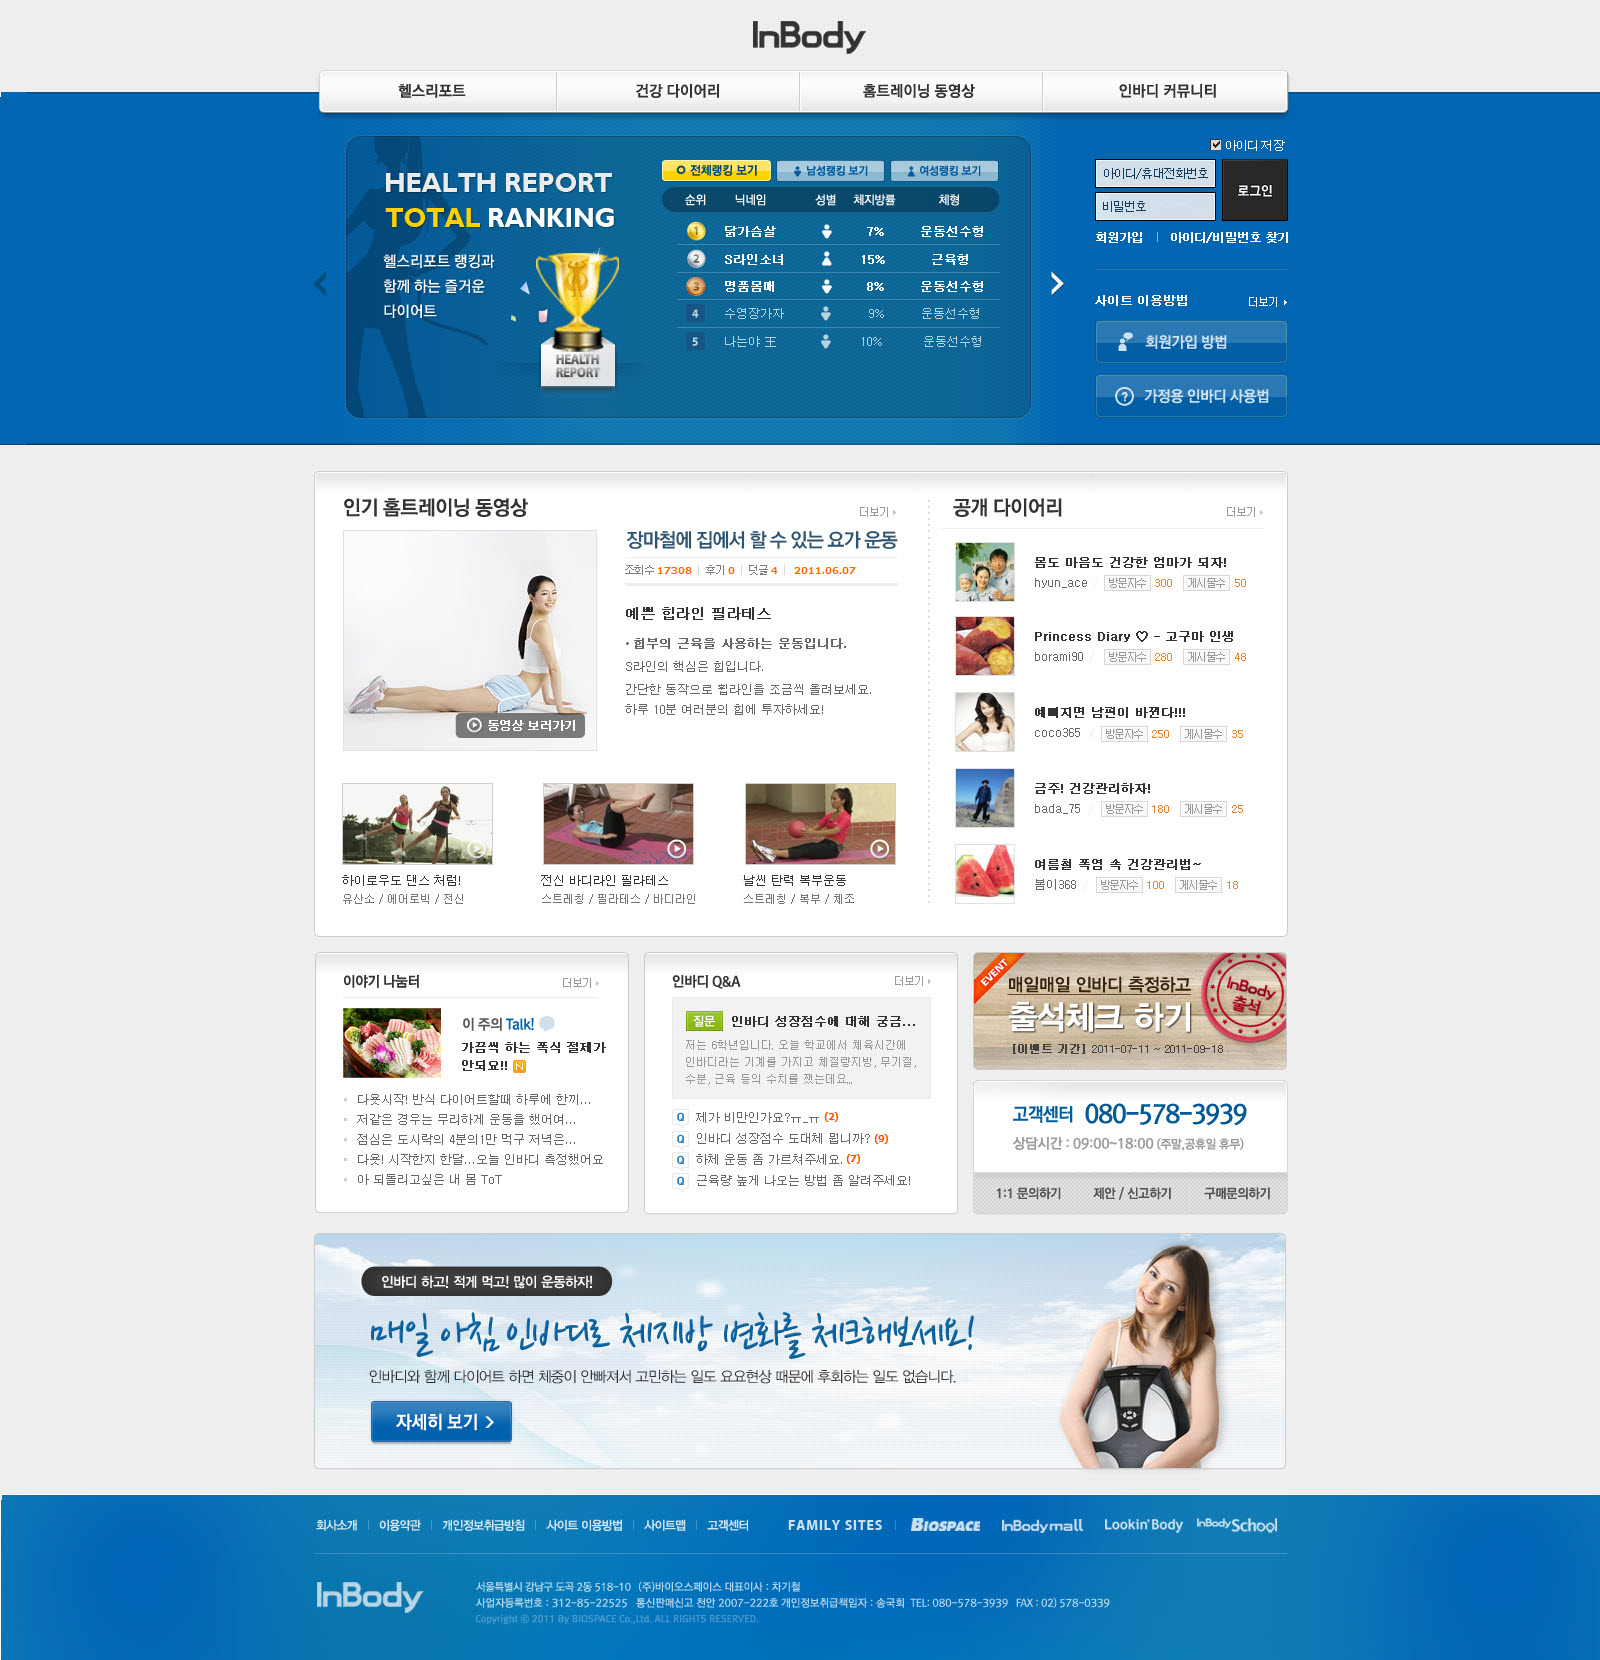 InBody
헬스리포트
건강 다이어리
홈트레이닝 동영상
인바디 커뮤니티
HEALTH REPORT
TOTAL RANKING
헬스리포트 랭킹과
함께 하는 즐거운
다이어트
HEALTH
REPORT
전체랭킹 보기
남성랭킹 보기
여성랭킹 보기
순위 닉네임 성별 체지방률 체형
1 닭가슴살 7% 운동선수형
2 S라인소녀 15% 근육형
3 명품몸매 8% 운동선수형
4 수영장가자 9% 운동선수형
5 나는야 王 10% 운동선수형
아이디 저장
아이디/휴대전화번호
비밀번호
로그인
회원가입 | 아이디/비밀번호 찾기
사이트 이용방법
더보기
회원가입 방법
가정용 인바디 사용법
인기 홈트레이닝 동영상
더보기
동영상 보러가기
장마철에 집에서 할 수 있는 요가 운동
조회수 17308 | 후기 0 | 덧글 4 | 2011.06.07
예쁜 힙라인 필라테스
• 힙부의 근육을 사용하는 운동입니다.
S라인의 핵심은 힙입니다.
간단한 동작으로 힙라인을 조금씩 올려보세요.
하루 10분 여러분의 힙에 투자하세요!
하이로우도 댄스 처럼!
유산소 / 에어로빅 / 전신
전신 바디라인 필라테스
스트레칭 / 필라테스 / 바디라인
날씬 탄력 복부운동
스트레칭 / 복부 / 체조
공개 다이어리
더보기
몸도 마음도 건강한 엄마가 되자!
hyun_ace / 방문자수 300 게시물수 50
Princess Diary ♡ - 고구마 인생
borami90 / 방문자수 280 게시물수 48
예뻐지면 남편이 바뀐다!!!
coco365 / 방문자수 250 게시물수 35
금주! 건강관리하자!
bada_75 / 방문자수 180 게시물수 25
여름철 폭염 속 건강관리법~
봄이368 / 방문자수 100 게시물수 18
이야기 나눔터
더보기
이 주의 Talk!
가끔씩 하는 폭식 절제가
안되요!! N
다욧시작! 반식 다이어트할때 하루에 한끼...
저같은 경우는 무리하게 운동을 했어여...
점심은 도시락의 4분의1만 먹구 저녁은...
다욧! 시작한지 한달...오늘 인바디 측정했어요
아 되돌리고싶은 내 몸 ToT
인바디 Q&A
더보기
질문 인바디 성장점수에 대해 궁금...
저는 6학년입니다. 오늘 학교에서 체육시간에
인바디라는 기계를 가지고 체질량지방, 무기질,
수분, 근육 등의 수치를 쟀는데요...
Q 제가 비만인가요?ㅠ_ㅠ (2)
Q 인바디 성장점수 도대체 뭡니까? (9)
Q 하체 운동 좀 가르쳐주세요. (7)
Q 근육량 높게 나오는 방법 좀 알려주세요!
EVENT
매일매일 인바디 측정하고
출석체크 하기
[이벤트 기간] 2011-07-11 ~ 2011-09-18
InBody
출석
고객센터 080-578-3939
상담시간 : 09:00~18:00 (주말,공휴일 휴무)
1:1 문의하기
제안 / 신고하기
구매문의하기
인바디 하고! 적게 먹고! 많이 운동하자!
매일 아침 인바디로 체지방 변화를 체크해보세요!
인바디와 함께 다이어트 하면 체중이 안빠져서 고민하는 일도 요요현상 때문에 후회하는 일도 없습니다.
자세히 보기 >
회사소개 | 이용약관 | 개인정보취급방침 | 사이트 이용방법 | 사이트맵 | 고객센터
FAMILY SITES | BIOSPACE InBodymall Lookin'Body InBodySchool
InBody
서울특별시 강남구 도곡 2동 518-10 (주)바이오스페이스 대표이사 : 차기철
사업자등록번호 : 312-85-22525 통신판매신고 천안 2007-222호 개인정보취급책임자 : 송국회 TEL: 080-578-3939 FAX : 02) 578-0339
Copyright © 2011 By BIOSPACE Co.,Ltd. ALL RIGHTS RESERVED.